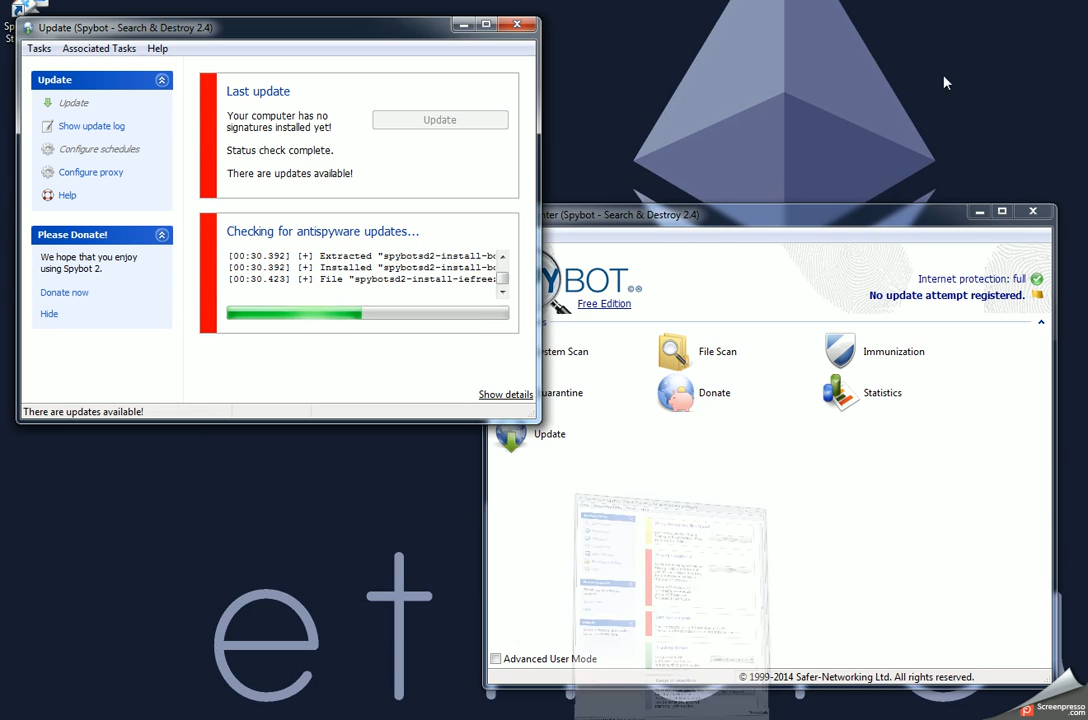 Update (Spybot - Search & Destroy 2.4)
Tasks Associated Tasks Help
Update
Update
Show update log
Configure schedules
Configure proxy
Help
Please Donate!
We hope that you enjoy
using Spybot 2.
Donate now
Hide
Last update
Your computer has no
signatures installed yet!
Update
Status check complete.
There are updates available!
Checking for antispyware updates...
[00:30.392] [+] Extracted "spybotsd2-install-bo
[00:30.392] [+] Installed "spybotsd2-install-bo
[00:30.423] [+] File "spybotsd2-install-iefree:
Show details
There are updates available!
nter (Spybot - Search & Destroy 2.4)
YBOT
Free Edition
Internet protection: full
No update attempt registered.
stem Scan
File Scan
Immunization
uarantine
Donate
Statistics
Update
Advanced User Mode
© 1999-2014 Safer-Networking Ltd. All rights reserved.
et
Screenpresso
.com